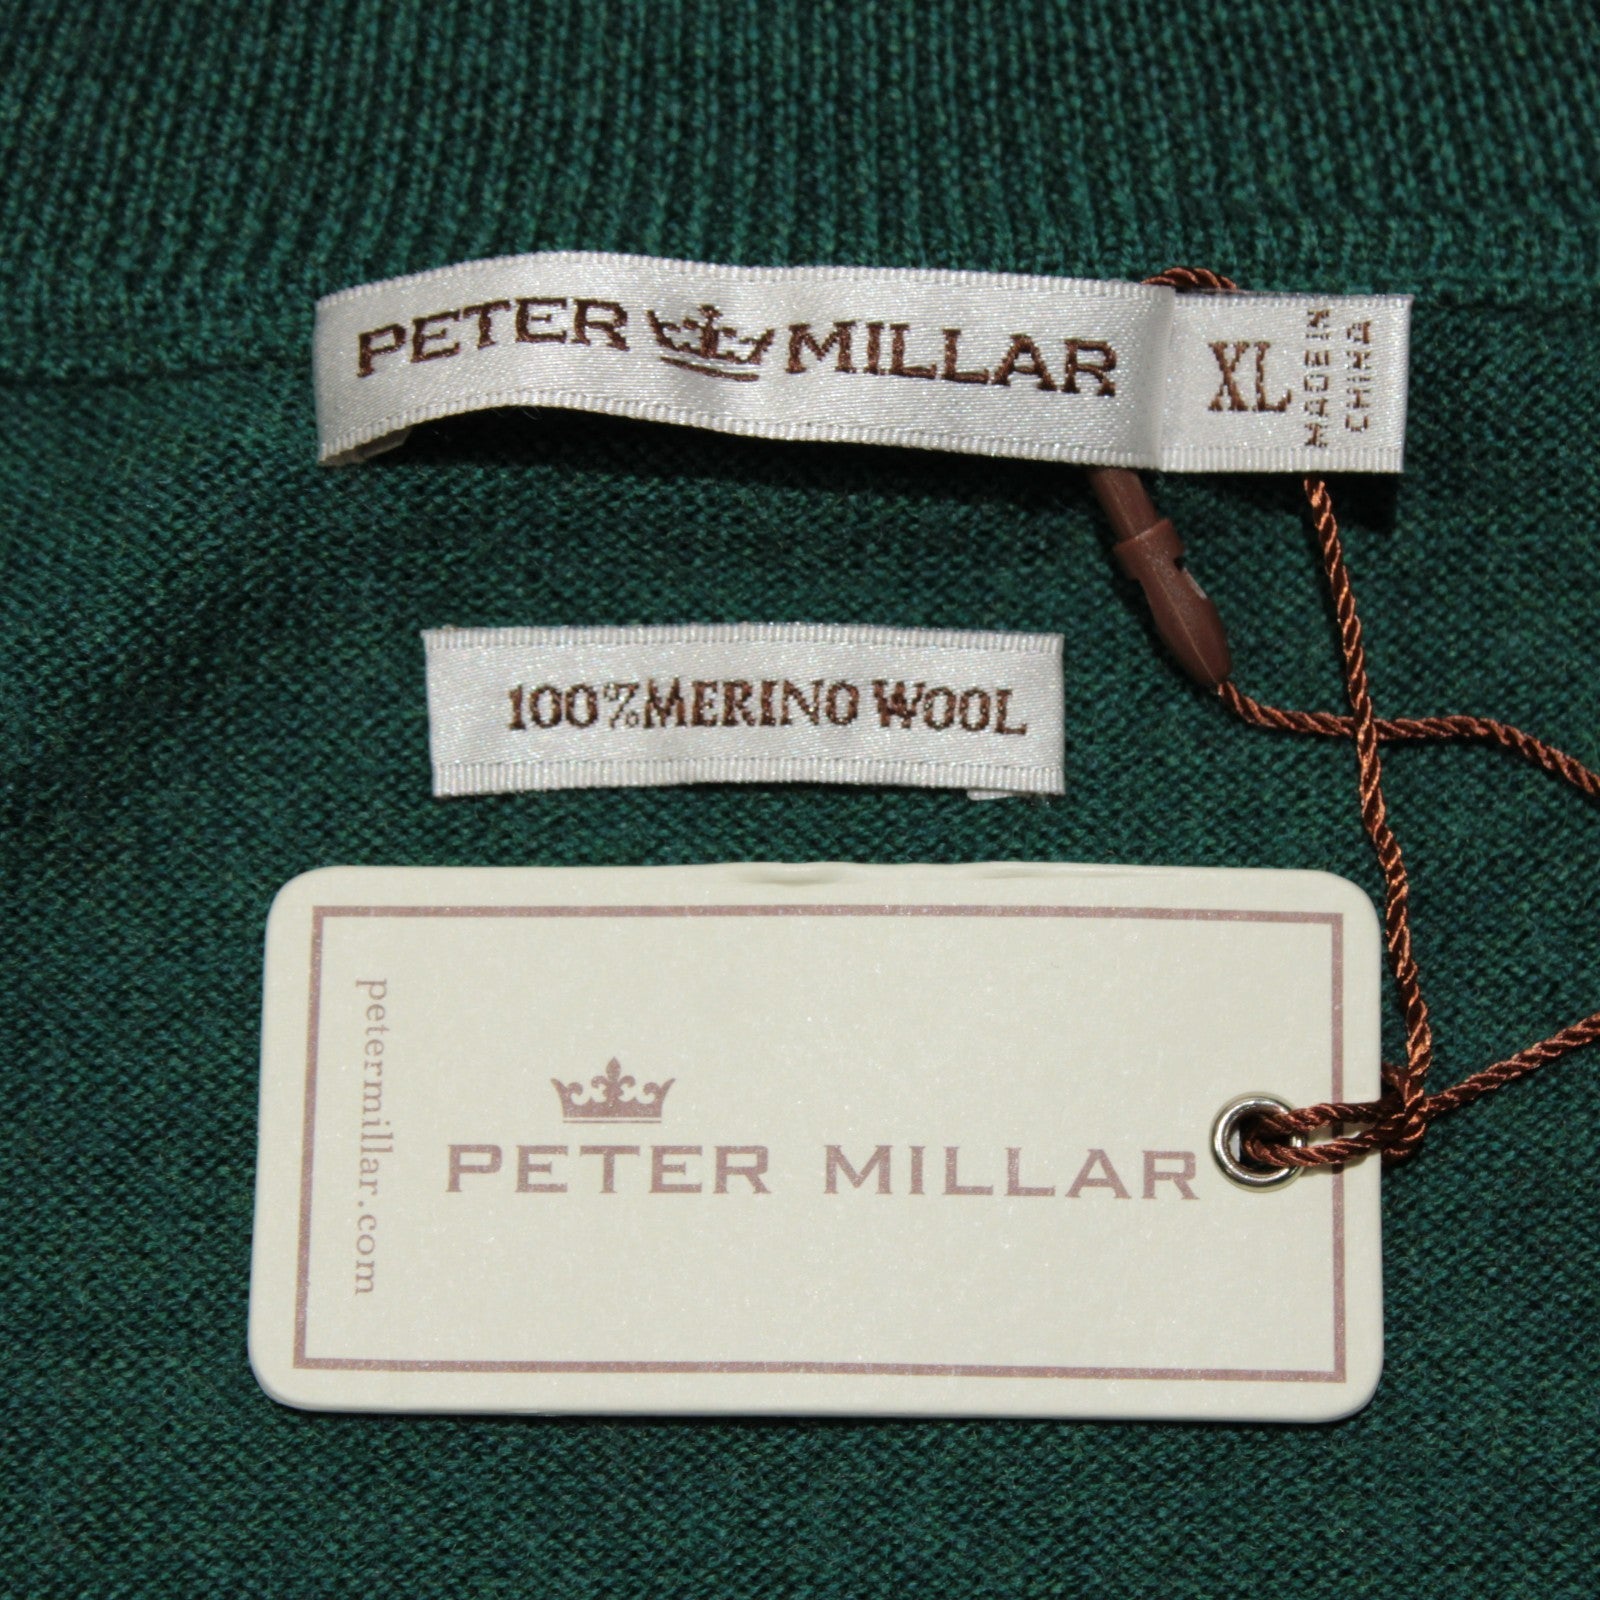 PETER MILLAR
XL
MADE IN
CHINA
100% MERINO WOOL
petermillar.com
PETER MILLAR